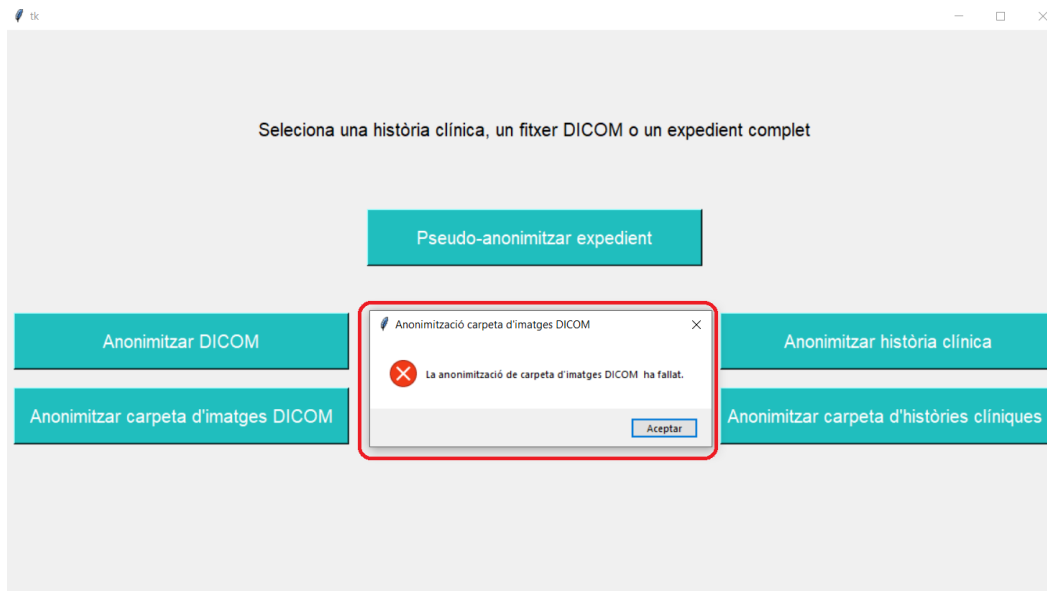 tk
Seleciona una història clínica, un fitxer DICOM o un expedient complet
Pseudo-anonimitzar expedient
Anonimitzar DICOM
Anonimitzar carpeta d'imatges DICOM
Anonimització carpeta d'imatges DICOM
La anonimització de carpeta d'imatges DICOM  ha fallat.
Aceptar
Anonimitzar història clínica
Anonimitzar carpeta d'històries clíniques